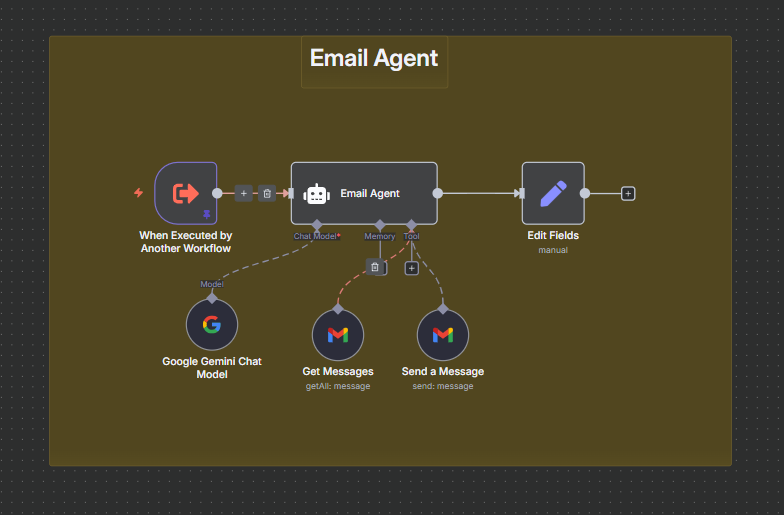 Email Agent
Email Agent
When Executed by
Another Workflow
Edit Fields
manual
Chat Model*
Memory
Tool
Model
Google Gemini Chat
Model
Get Messages
getAll: message
Send a Message
send: message